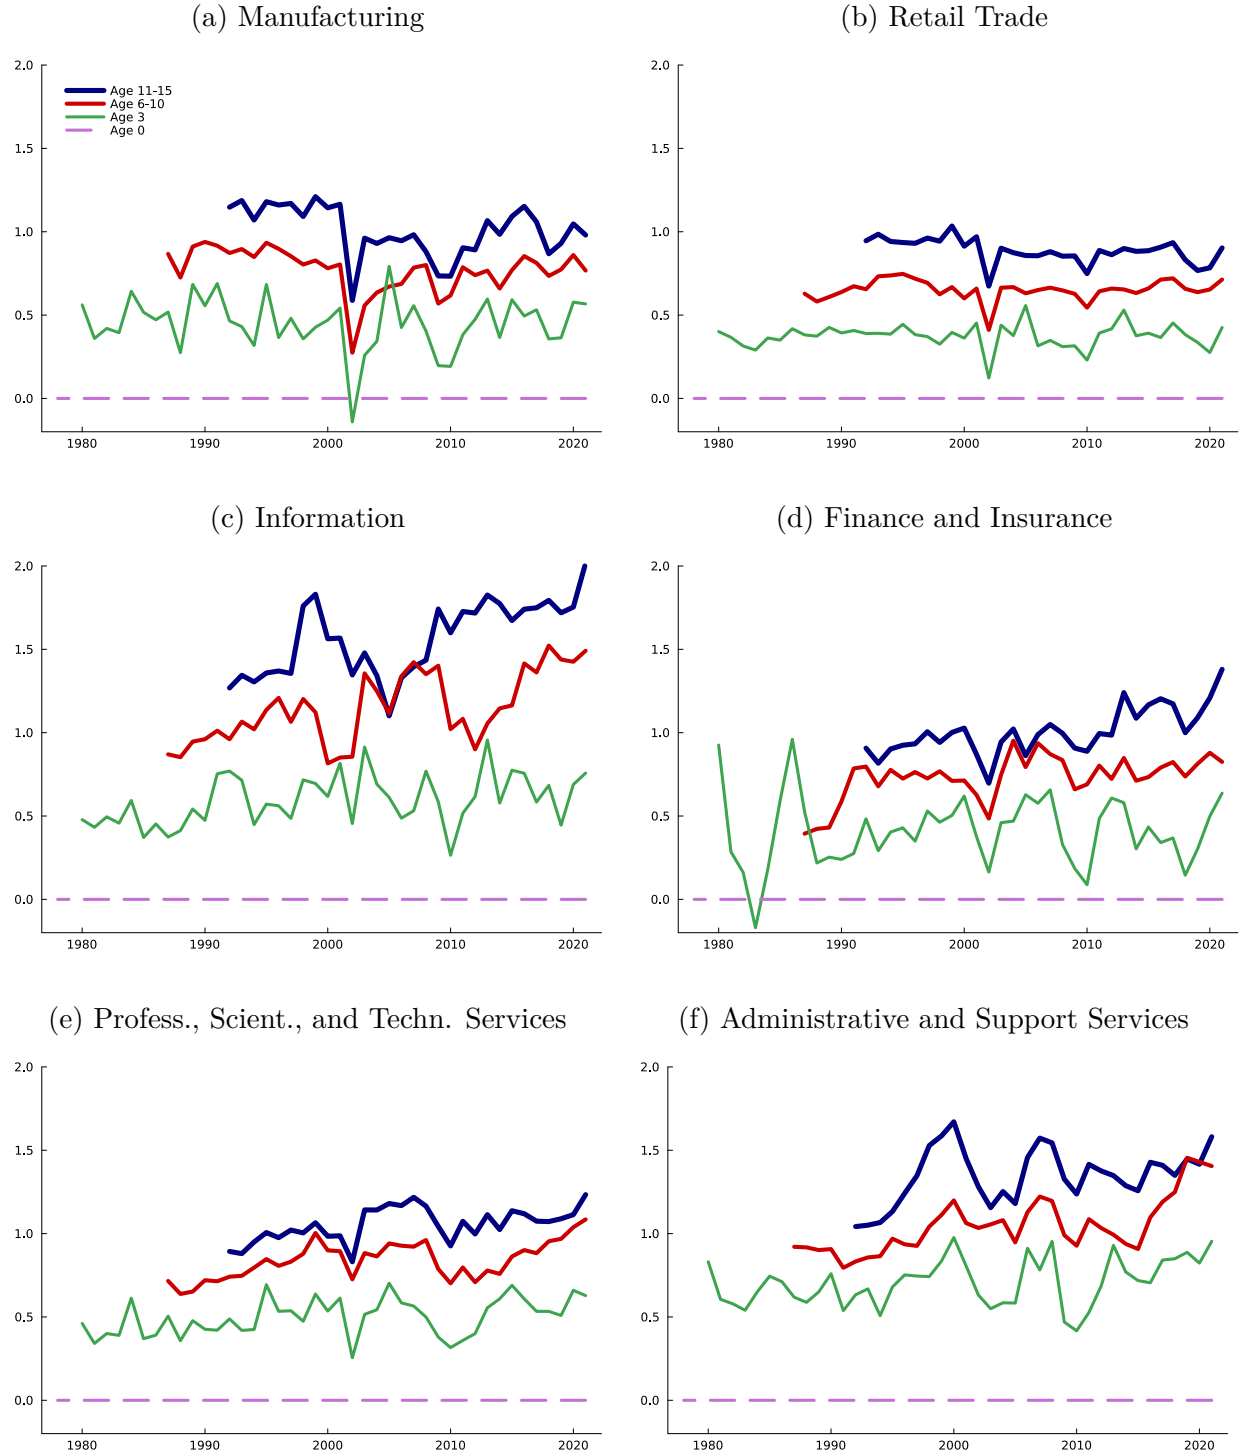 (a) Manufacturing
2.0
1.5
1.0
0.5
0.0
1980 1990 2000 2010 2020
Age 11-15
Age 6-10
Age 3
Age 0
(b) Retail Trade
2.0
1.5
1.0
0.5
0.0
1980 1990 2000 2010 2020
(c) Information
2.0
1.5
1.0
0.5
0.0
1980 1990 2000 2010 2020
(d) Finance and Insurance
2.0
1.5
1.0
0.5
0.0
1980 1990 2000 2010 2020
(e) Profess., Scient., and Techn. Services
2.0
1.5
1.0
0.5
0.0
1980 1990 2000 2010 2020
(f) Administrative and Support Services
2.0
1.5
1.0
0.5
0.0
1980 1990 2000 2010 2020